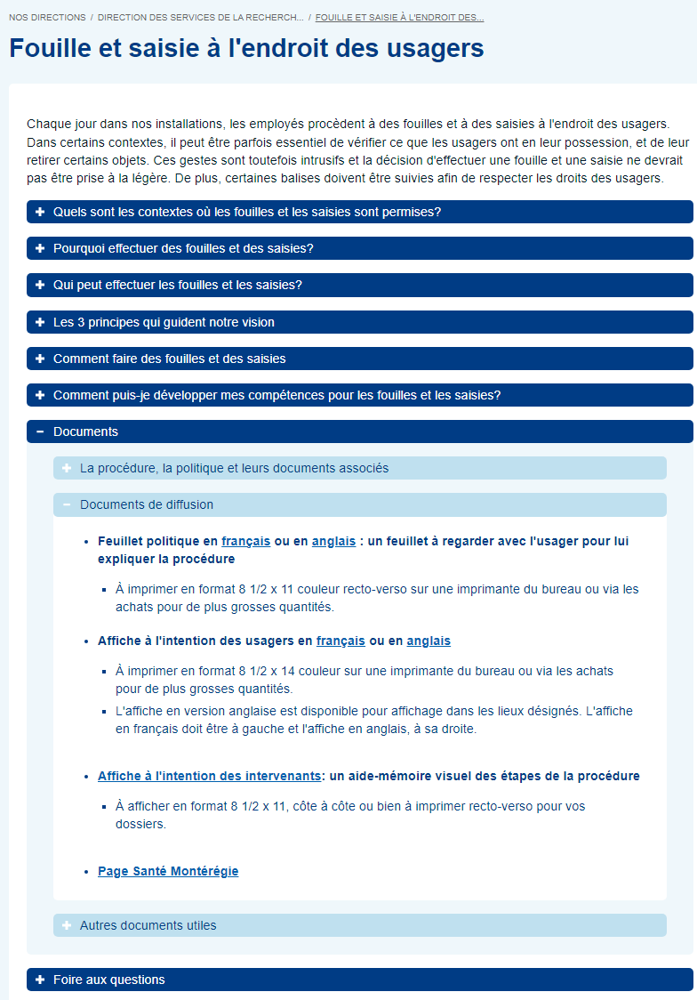 NOS DIRECTIONS / DIRECTION DES SERVICES DE LA RECHERCH... / FOUILLE ET SAISIE À L'ENDROIT DES...
Fouille et saisie à l'endroit des usagers
Chaque jour dans nos installations, les employés procèdent à des fouilles et à des saisies à l'endroit des usagers.
Dans certains contextes, il peut être parfois essentiel de vérifier ce que les usagers ont en leur possession, et de leur
retirer certains objets. Ces gestes sont toutefois intrusifs et la décision d'effectuer une fouille et une saisie ne devrait
pas être prise à la légère. De plus, certaines balises doivent être suivies afin de respecter les droits des usagers.
+ Quels sont les contextes où les fouilles et les saisies sont permises?
+ Pourquoi effectuer des fouilles et des saisies?
+ Qui peut effectuer les fouilles et les saisies?
+ Les 3 principes qui guident notre vision
+ Comment faire des fouilles et des saisies
+ Comment puis-je développer mes compétences pour les fouilles et les saisies?
− Documents
+ La procédure, la politique et leurs documents associés
− Documents de diffusion
• Feuillet politique en français ou en anglais : un feuillet à regarder avec l'usager pour lui
expliquer la procédure
▪ À imprimer en format 8 1/2 x 11 couleur recto-verso sur une imprimante du bureau ou via les
achats pour de plus grosses quantités.
• Affiche à l'intention des usagers en français ou en anglais
▪ À imprimer en format 8 1/2 x 14 couleur sur une imprimante du bureau ou via les achats
pour de plus grosses quantités.
▪ L'affiche en version anglaise est disponible pour affichage dans les lieux désignés. L'affiche
en français doit être à gauche et l'affiche en anglais, à sa droite.
• Affiche à l'intention des intervenants: un aide-mémoire visuel des étapes de la procédure
▪ À afficher en format 8 1/2 x 11, côte à côte ou bien à imprimer recto-verso pour vos
dossiers.
• Page Santé Montérégie
+ Autres documents utiles
+ Foire aux questions